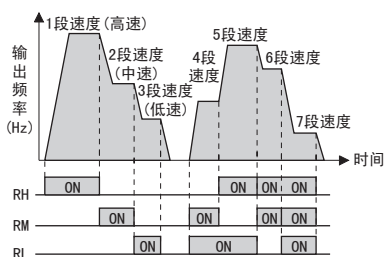 1段速度(高速)
2段速度
(中速)
3段速度
(低速)
4段
速度
5段速度
6段速度
7段速度
输出频率
(Hz)
时间
RH ON ON ON ON
RM ON ON ON ON
RL ON ON ON